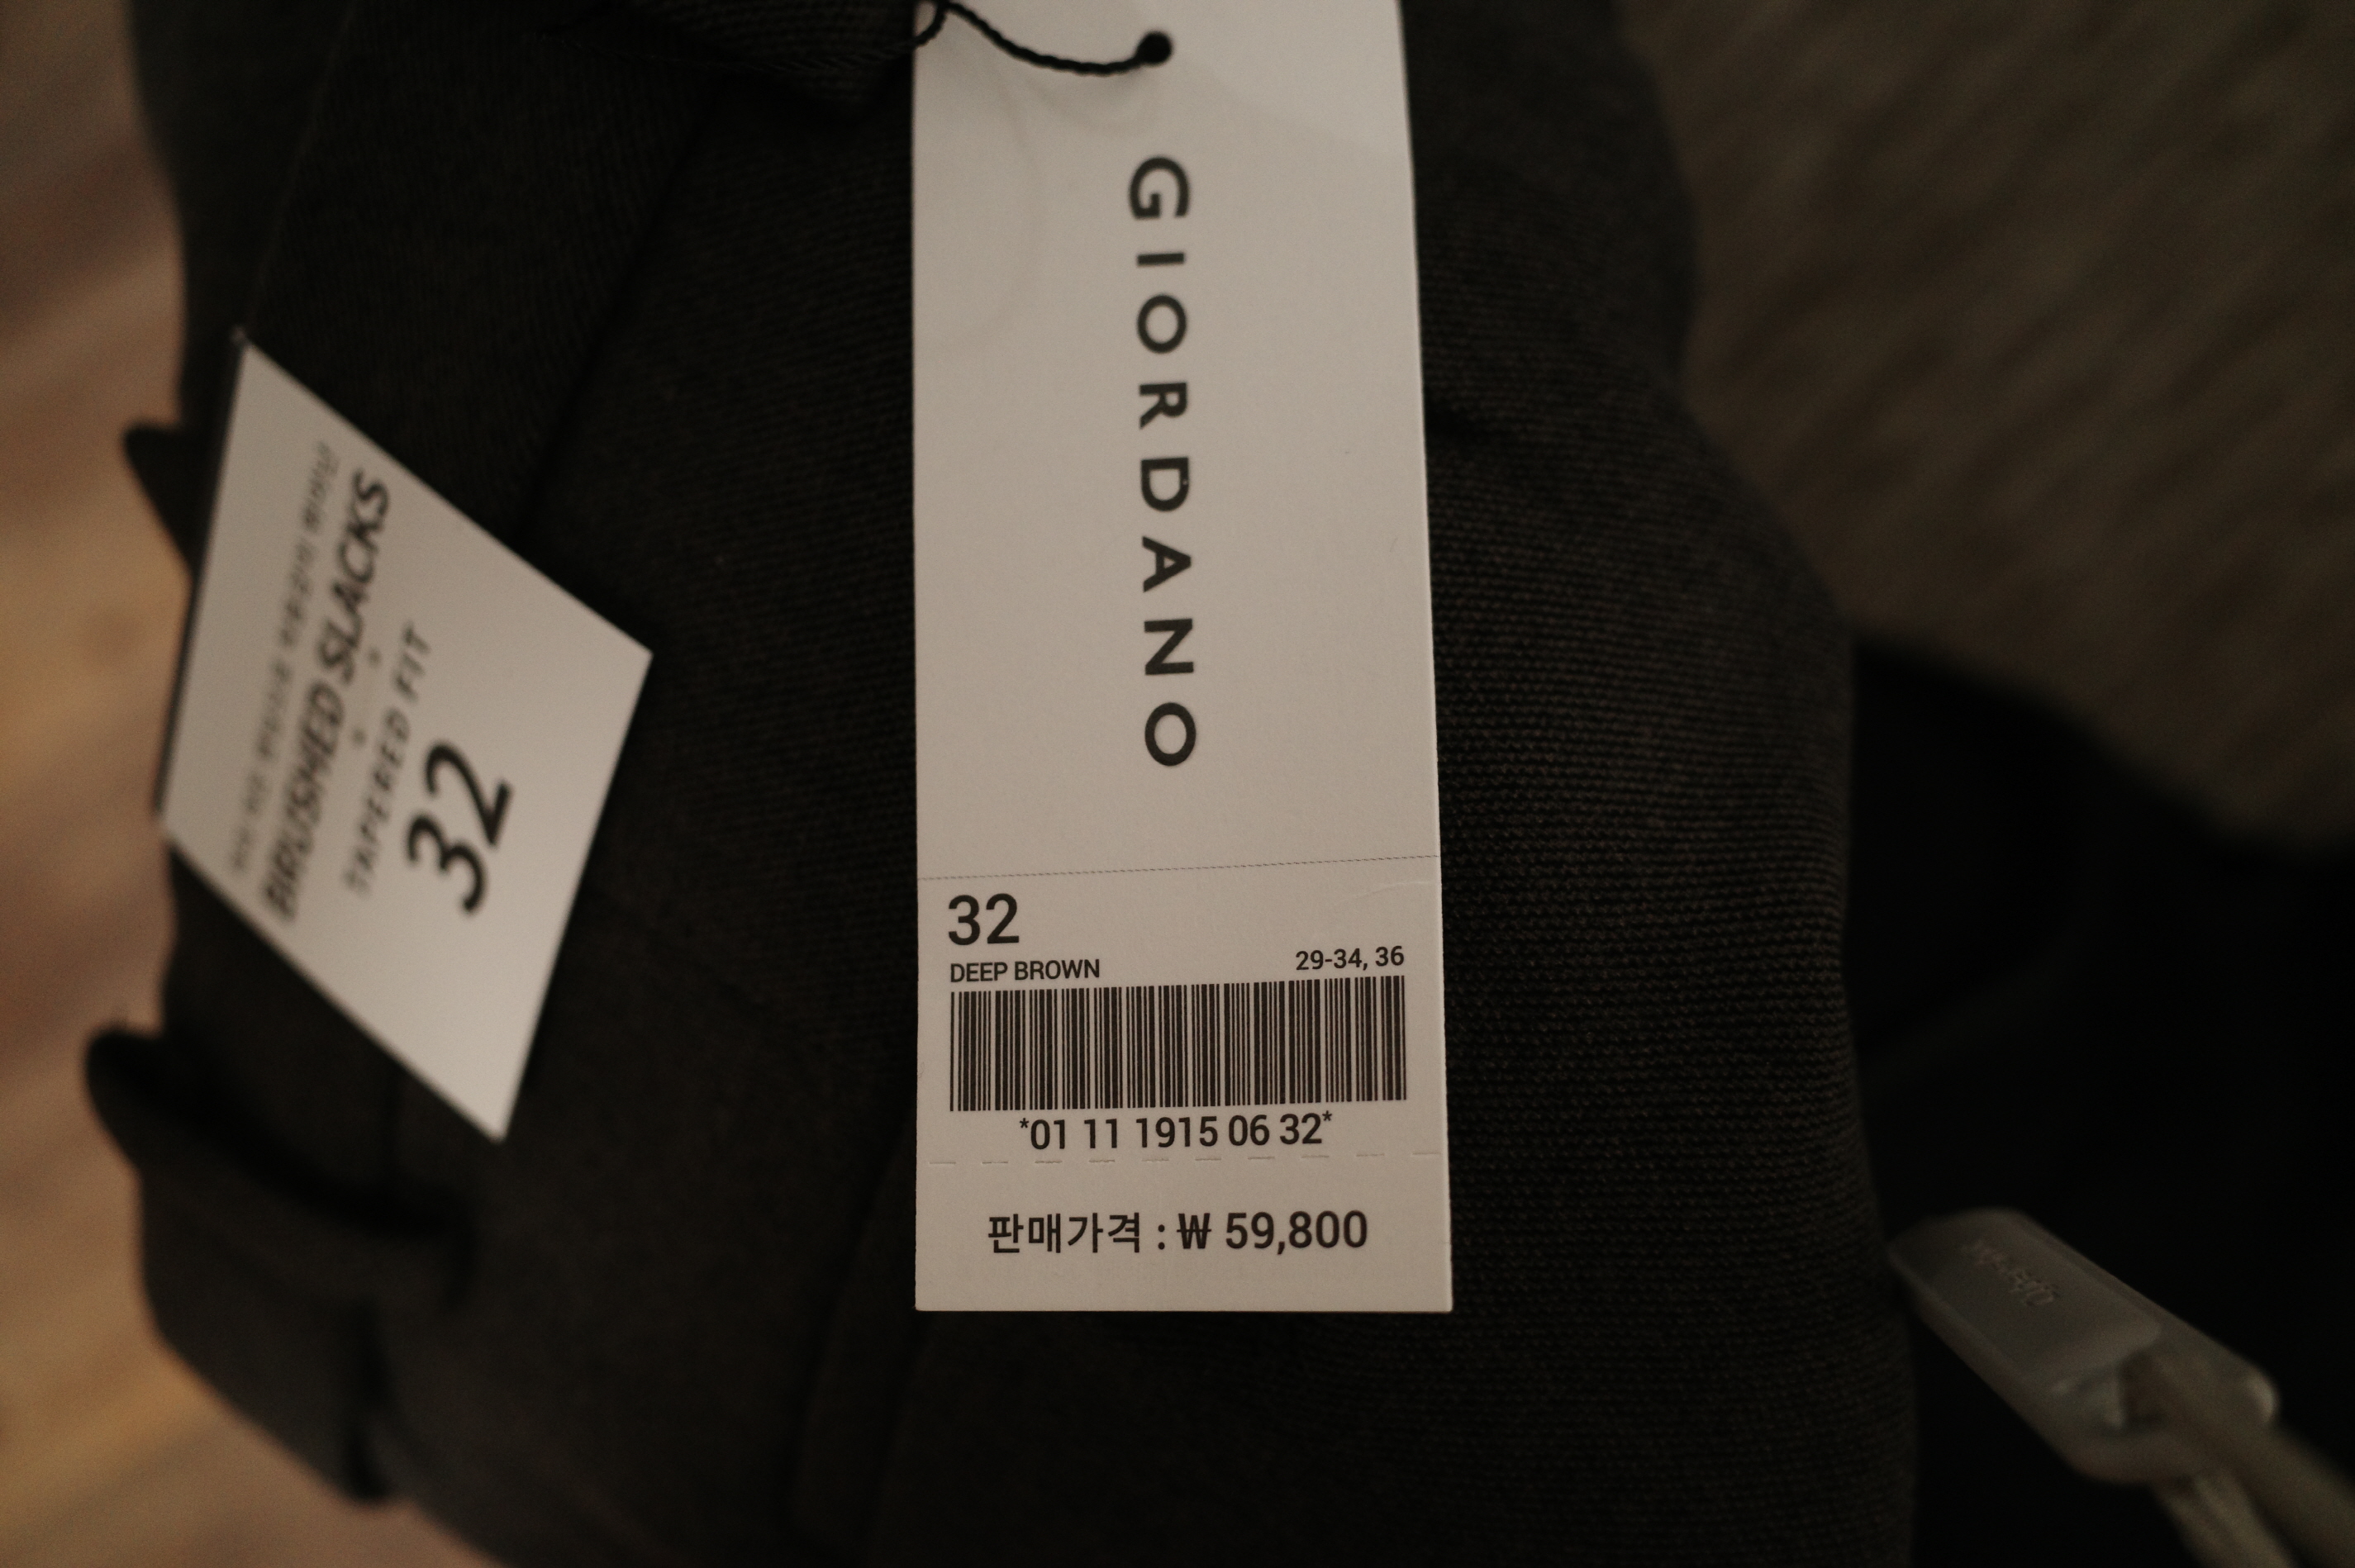 BRUSHED SLACKS
TAPERED FIT
32
GIORDANO
32
DEEP BROWN
29-34, 36
*01 11 1915 06 32*
판매가격 : ₩ 59,800